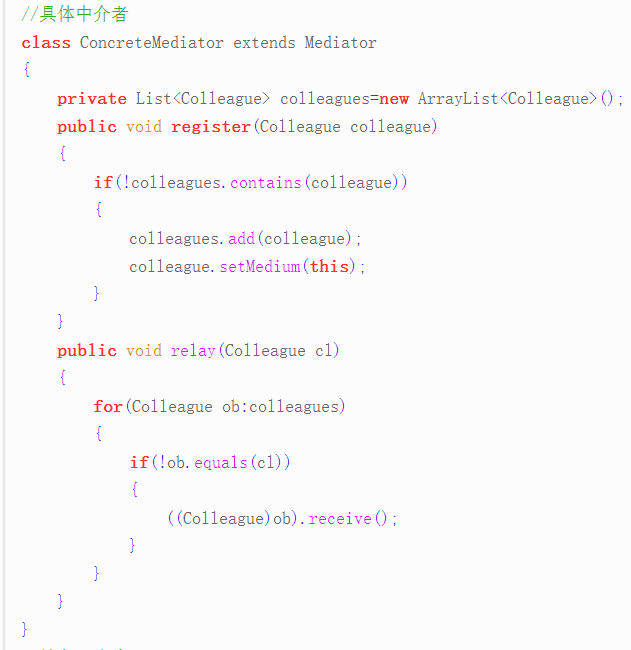 //具体中介者
class ConcreteMediator extends Mediator
{
    private List<Colleague> colleagues=new ArrayList<Colleague>();
    public void register(Colleague colleague)
    {
        if(!colleagues.contains(colleague))
        {
            colleagues.add(colleague);
            colleague.setMedium(this);
        }
    }
    public void relay(Colleague cl)
    {
        for(Colleague ob:colleagues)
        {
            if(!ob.equals(cl))
            {
                ((Colleague)ob).receive();
            }
        }
    }
}